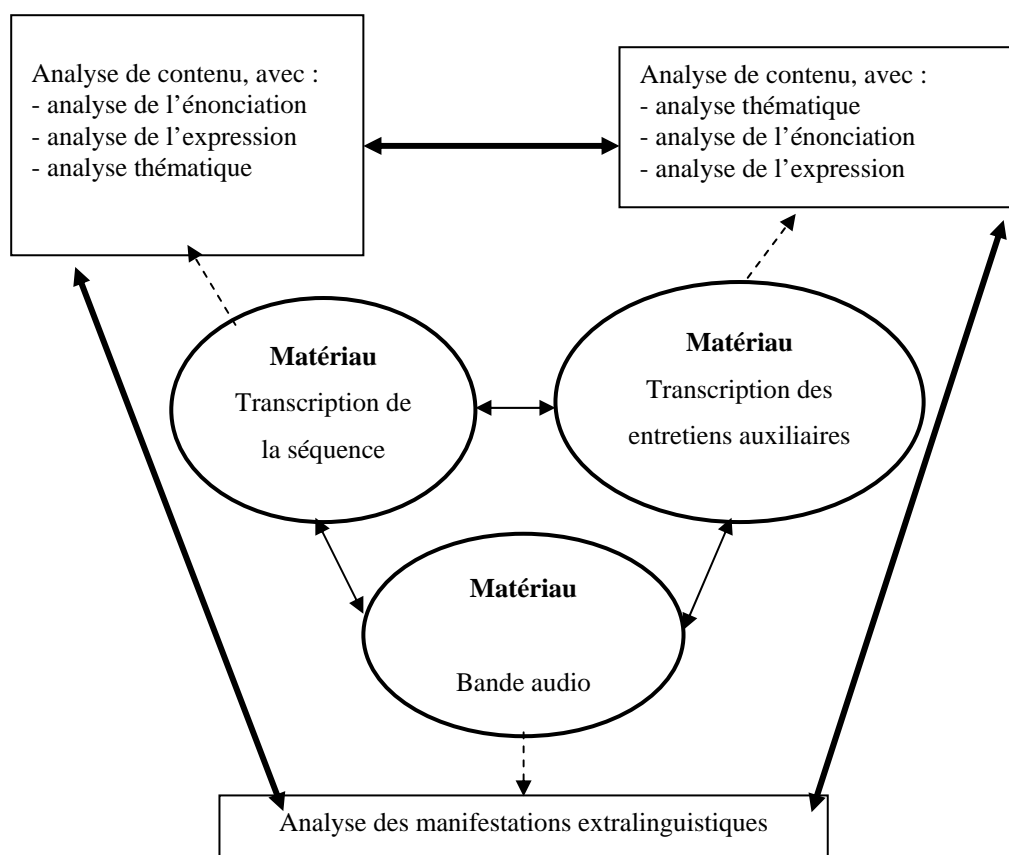 Analyse de contenu, avec :
- analyse de l’énonciation
- analyse de l’expression
- analyse thématique
Analyse de contenu, avec :
- analyse thématique
- analyse de l’énonciation
- analyse de l’expression
Matériau
Transcription de
la séquence
Matériau
Transcription des
entretiens auxiliaires
Matériau
Bande audio
Analyse des manifestations extralinguistiques